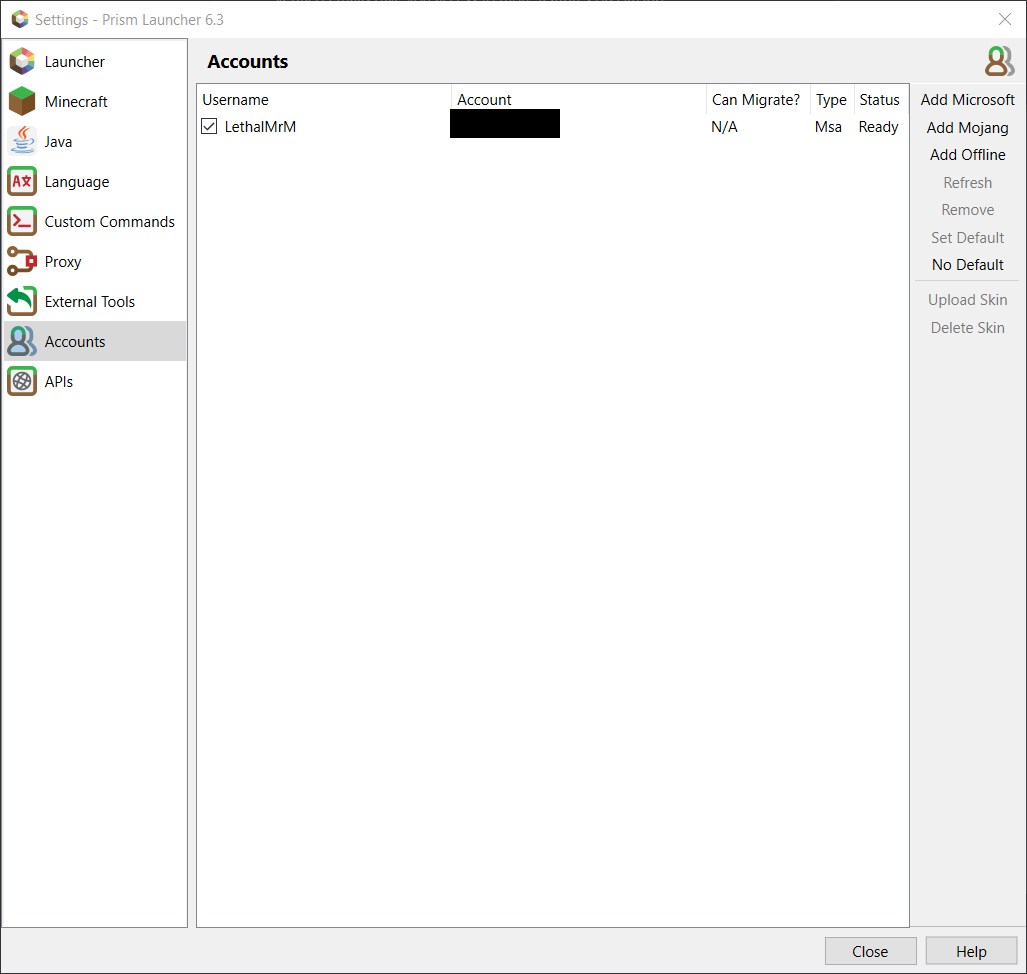 Settings - Prism Launcher 6.3
Launcher
Minecraft
Java
Language
Custom Commands
Proxy
External Tools
Accounts
APIs
Accounts
Username Account Can Migrate? Type Status
LethalMrM N/A Msa Ready
Add Microsoft
Add Mojang
Add Offline
Refresh
Remove
Set Default
No Default
Upload Skin
Delete Skin
Close Help